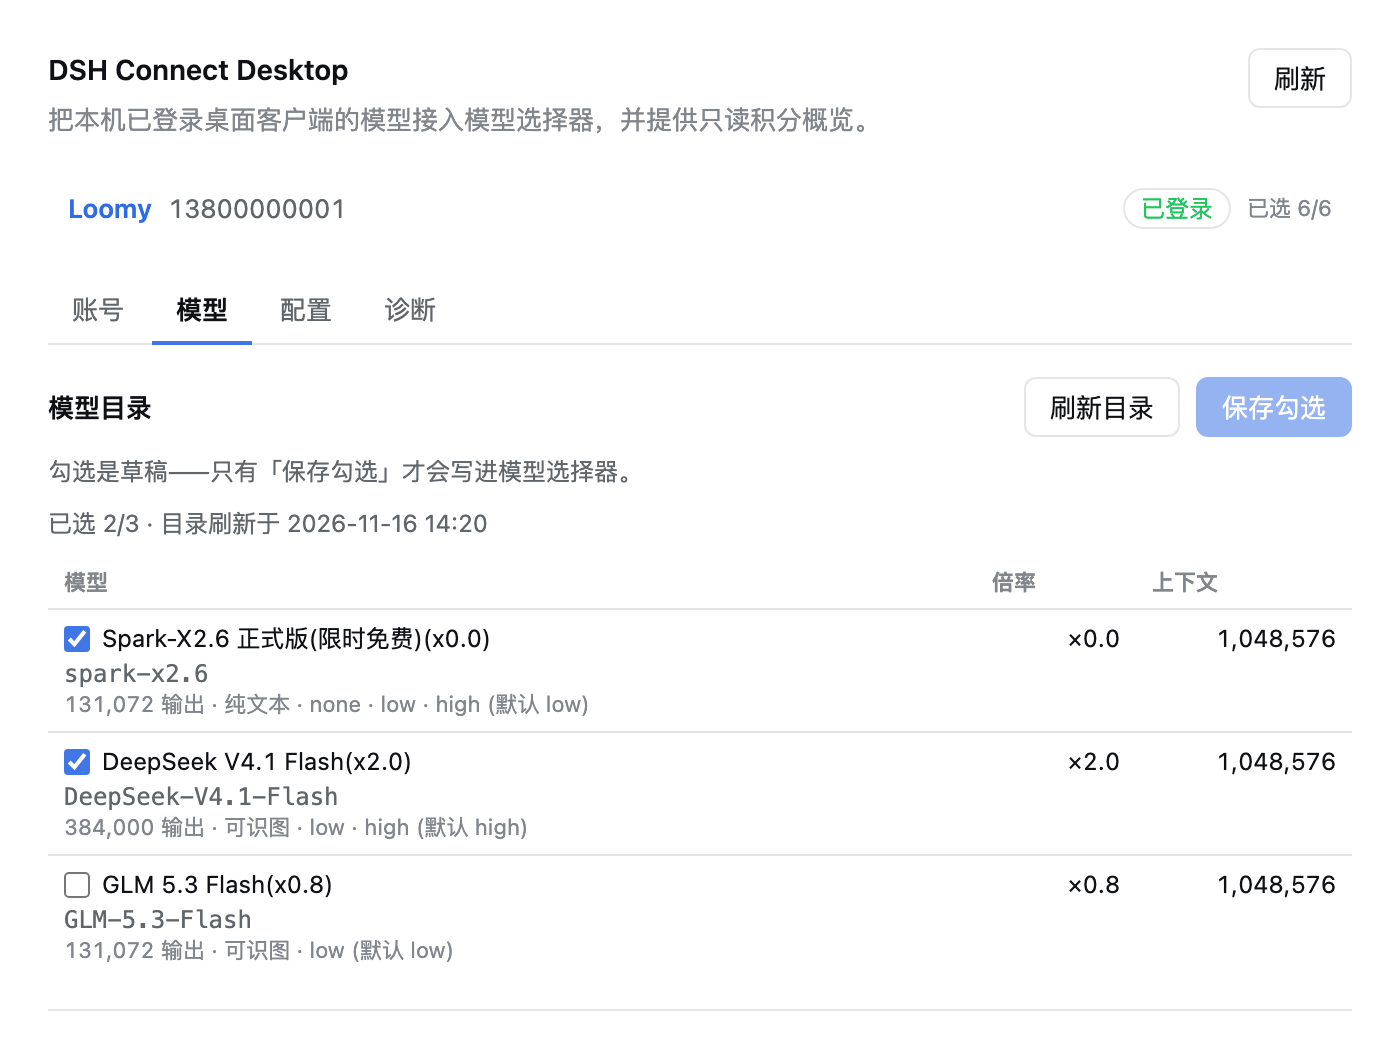 DSH Connect Desktop
刷新
把本机已登录桌面客户端的模型接入模型选择器，并提供只读积分概览。
Loomy 13800000001 已登录 已选 6/6
账号 模型 配置 诊断
模型目录 刷新目录 保存勾选
勾选是草稿——只有「保存勾选」才会写进模型选择器。
已选 2/3 · 目录刷新于 2026-11-16 14:20
模型 倍率 上下文
Spark-X2.6 正式版(限时免费)(x0.0) ×0.0 1,048,576
spark-x2.6
131,072 输出 · 纯文本 · none · low · high (默认 low)
DeepSeek V4.1 Flash(x2.0) ×2.0 1,048,576
DeepSeek-V4.1-Flash
384,000 输出 · 可识图 · low · high (默认 high)
GLM 5.3 Flash(x0.8) ×0.8 1,048,576
GLM-5.3-Flash
131,072 输出 · 可识图 · low (默认 low)